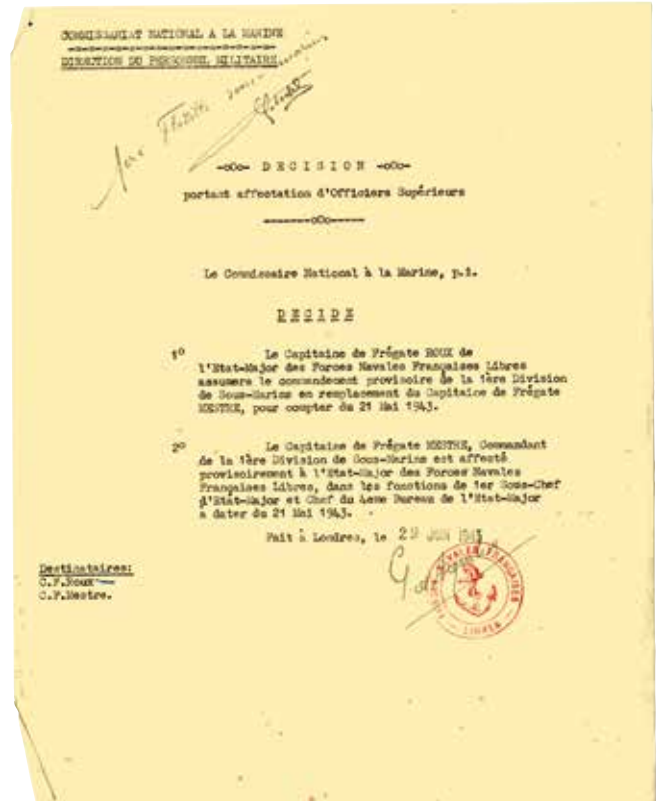 COMMISSARIAT NATIONAL A LA MARINE
DIRECTION DU PERSONNEL MILITAIRE
-oOo- D E C I S I O N -oOo-
portant affectation d'Officiers Supérieurs
-------oOo-----
Le Commissaire National à la Marine, p.i.
D E C I D E
1° Le Capitaine de Frégate ROUX de
l'Etat-Major des Forces Navales Françaises Libres
assumera le commandement provisoire de la 1ère Division
de Sous-Marins en remplacement du Capitaine de Frégate
MESTRE, pour compter du 21 Mai 1943.
2° Le Capitaine de Frégate MESTRE, Commandant
de la 1ère Division de Sous-Marins est affecté
provisoirement à l'Etat-Major des Forces Navales
Françaises Libres, dans les fonctions de 1er Sous-Chef
d'Etat-Major et Chef du 4eme Bureau de l'Etat-Major
à dater du 21 Mai 1943.
Fait à Londres, le 29 JUN 1943
FORCES NAVALES FRANÇAISES
LIBRES
Destinataires:
C.F.Roux
C.F.Mestre.